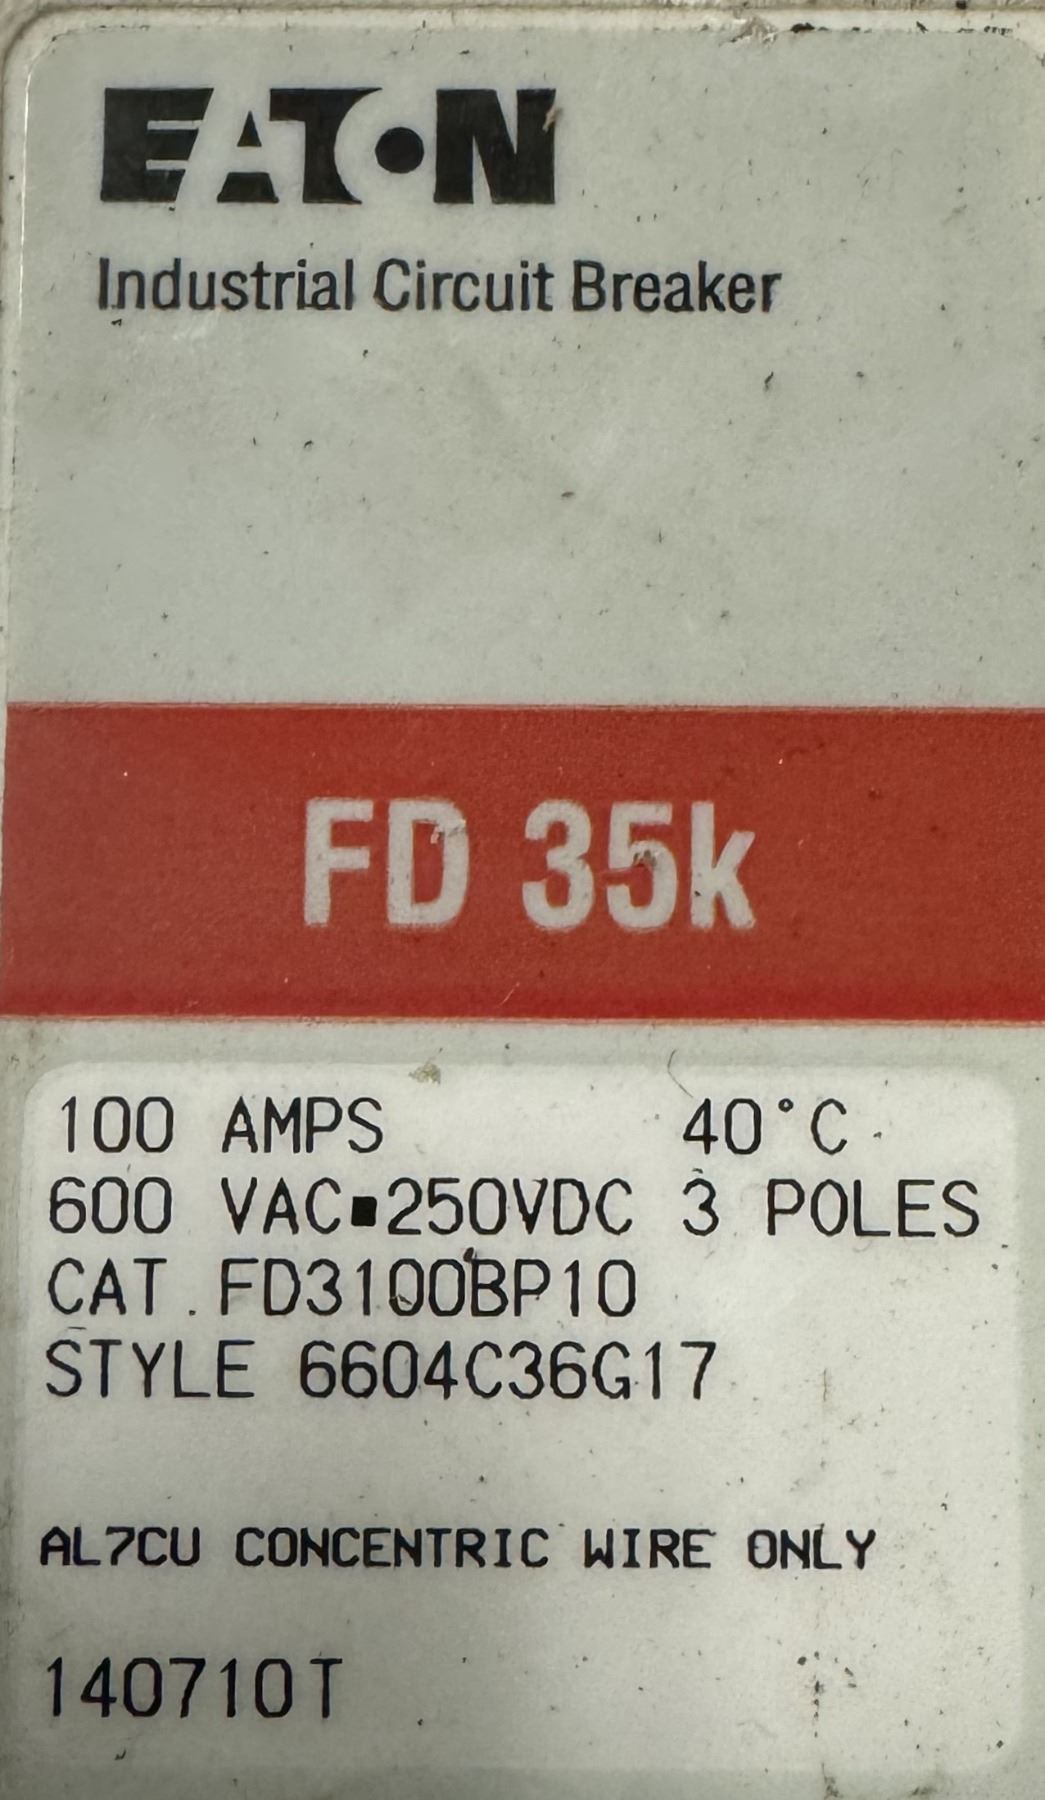 EATON
Industrial Circuit Breaker
FD 35k
100 AMPS 40°C
600 VAC▪250VDC 3 POLES
CAT.FD3100BP10
STYLE 6604C36G17
AL7CU CONCENTRIC WIRE ONLY
140710T